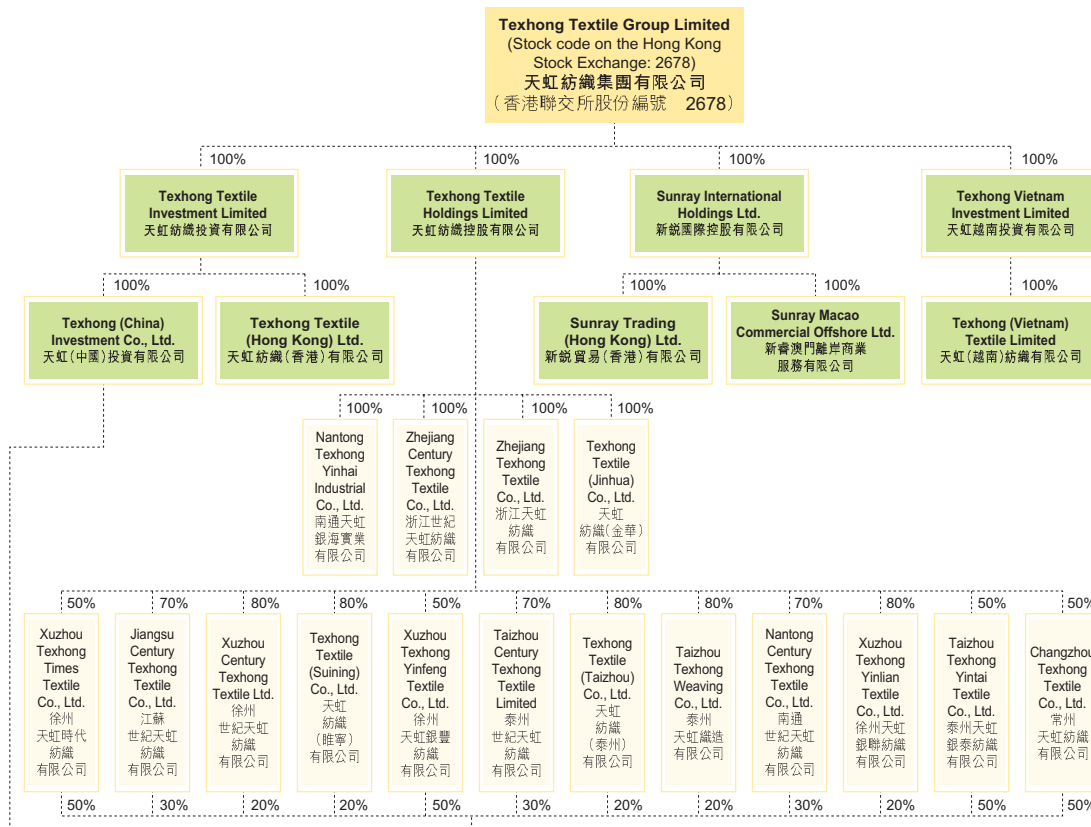 Texhong Textile Group Limited
(Stock code on the Hong Kong
Stock Exchange: 2678)
天虹紡織集團有限公司
（香港聯交所股份編號 2678）
100%
100%
100%
100%
Texhong Textile
Investment Limited
天虹紡織投資有限公司
Texhong Textile
Holdings Limited
天虹紡織控股有限公司
Sunray International
Holdings Ltd.
新銳國際控股有限公司
Texhong Vietnam
Investment Limited
天虹越南投資有限公司
100%
100%
100%
100%
100%
Texhong (China)
Investment Co., Ltd.
天虹(中國)投資有限公司
Texhong Textile
(Hong Kong) Ltd.
天虹紡織(香港)有限公司
Sunray Trading
(Hong Kong) Ltd.
新銳貿易(香港)有限公司
Sunray Macao
Commercial Offshore Ltd.
新睿澳門離岸商業
服務有限公司
Texhong (Vietnam)
Textile Limited
天虹(越南)紡織有限公司
100%
100%
100%
100%
Nantong
Texhong
Yinhai
Industrial
Co., Ltd.
南通天虹
銀海實業
有限公司
Zhejiang
Century
Texhong
Textile
Co., Ltd.
浙江世紀
天虹紡織
有限公司
Zhejiang
Texhong
Textile
Co., Ltd.
浙江天虹
紡織
有限公司
Texhong
Textile
(Jinhua)
Co., Ltd.
天虹
紡織(金華)
有限公司
50%
70%
80%
80%
50%
70%
80%
80%
70%
80%
50%
50%
Xuzhou
Texhong
Times
Textile
Co., Ltd.
徐州
天虹時代
紡織
有限公司
Jiangsu
Century
Texhong
Textile
Co., Ltd.
江蘇
世紀天虹
紡織
有限公司
Xuzhou
Century
Texhong
Textile Ltd.
徐州
世紀天虹
紡織
有限公司
Texhong
Textile
(Suining)
Co., Ltd.
天虹
紡織
(睢寧)
有限公司
Xuzhou
Texhong
Yinfeng
Textile
Co., Ltd.
徐州
天虹銀豐
紡織
有限公司
Taizhou
Century
Texhong
Textile
Limited
泰州
世紀天虹
紡織
有限公司
Texhong
Textile
(Taizhou)
Co., Ltd.
天虹
紡織
(泰州)
有限公司
Taizhou
Texhong
Weaving
Co., Ltd.
泰州
天虹織造
有限公司
Nantong
Century
Texhong
Textile
Co., Ltd.
南通
世紀天虹
紡織
有限公司
Xuzhou
Texhong
Yinlian
Textile
Co., Ltd.
徐州天虹
銀聯紡織
有限公司
Taizhou
Texhong
Yintai
Textile
Co., Ltd.
泰州天虹
銀泰紡織
有限公司
Changzhou
Texhong
Textile
Co., Ltd.
常州
天虹紡織
有限公司
50%
30%
20%
20%
50%
30%
20%
20%
30%
20%
50%
50%